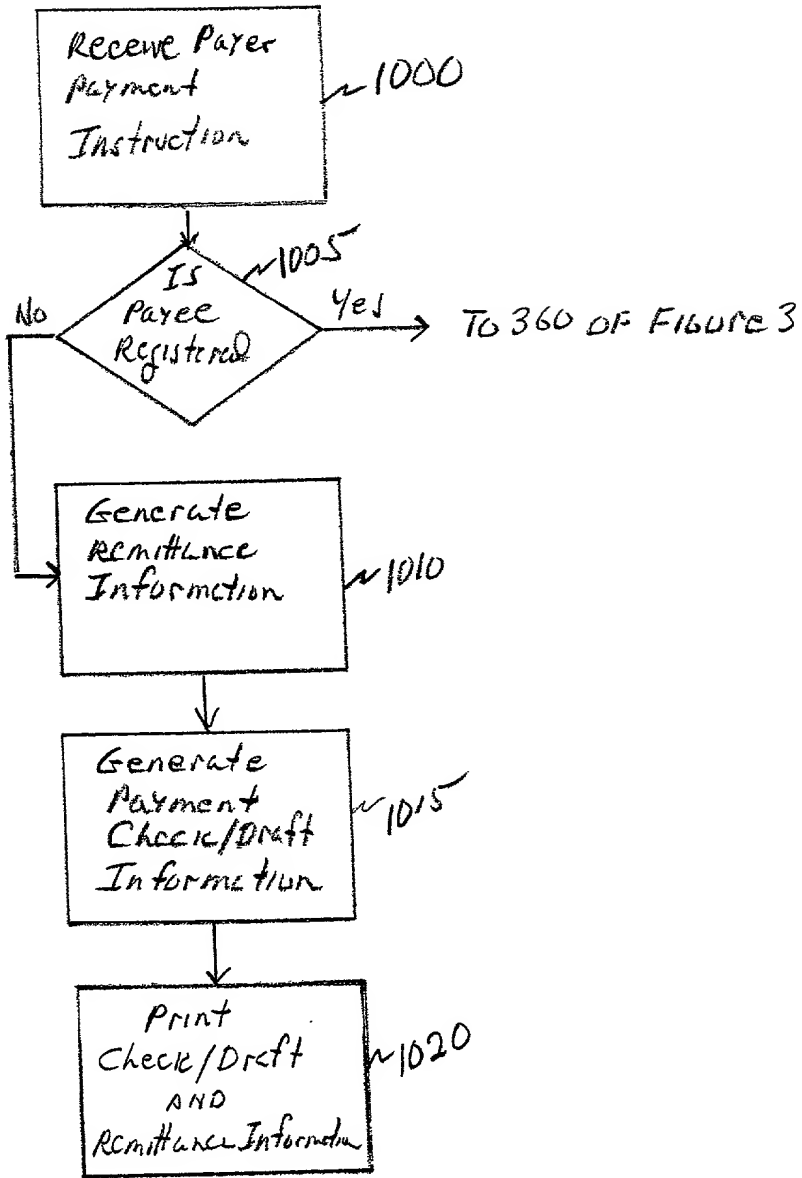 Receive Payer
Payment
Instruction
1000
Is
Payee
Registered
1005
No
Yes
To 360 OF FIGURE 3
Generate
Remittance
Information
1010
Generate
Payment
Check/Draft
Information
1015
Print
Check/Draft
AND
Remittance Information
1020